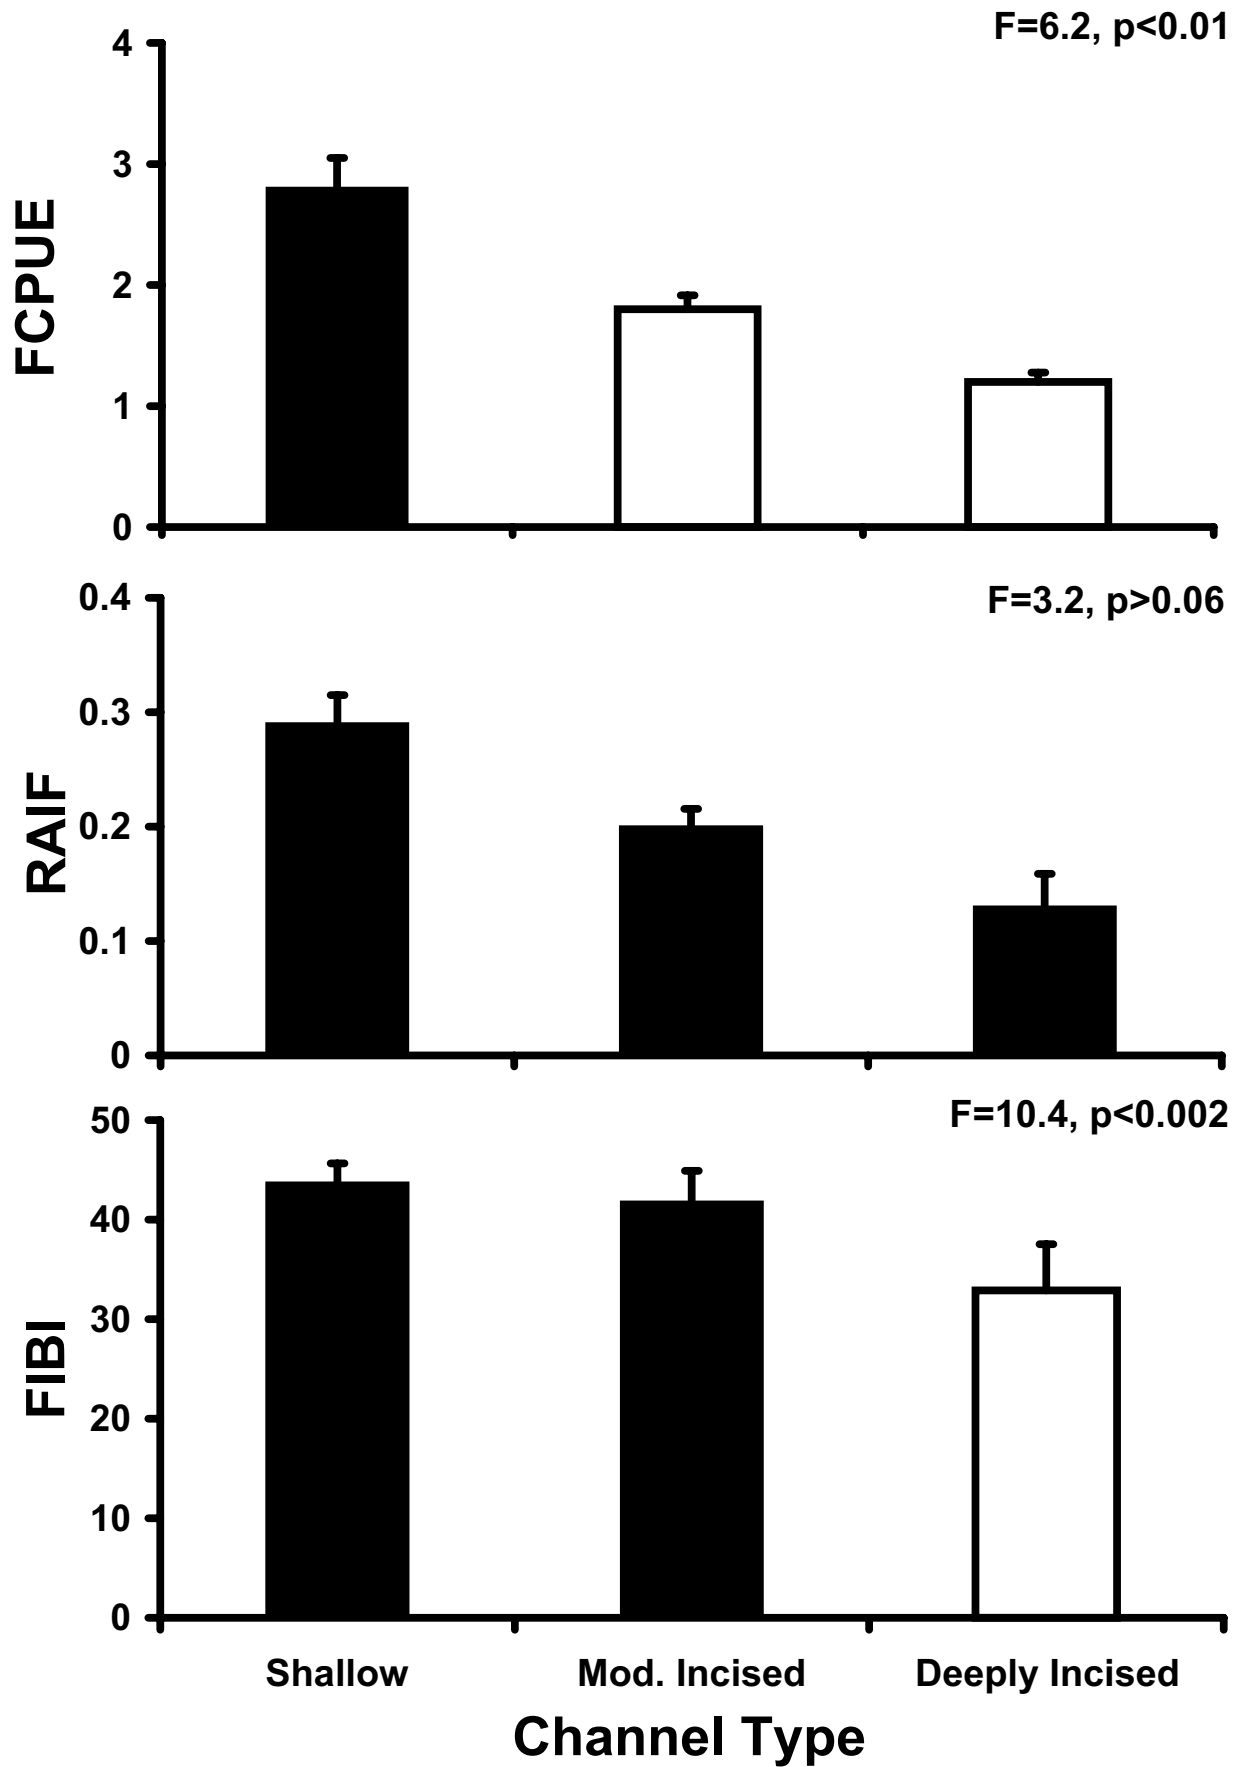 F=6.2, p<0.01
FCPUE
4
3
2
1
0
F=3.2, p>0.06
RAIF
0.4
0.3
0.2
0.1
0
F=10.4, p<0.002
FIBI
50
40
30
20
10
0
Shallow Mod. Incised Deeply Incised
Channel Type